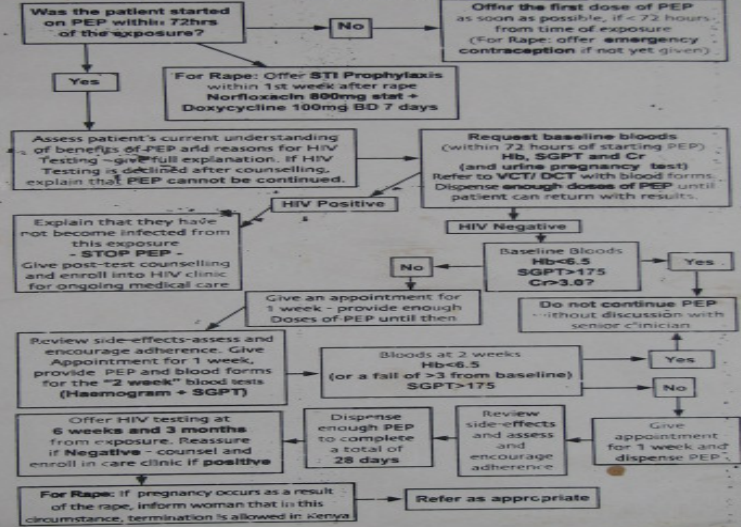 Was the patient started
on PEP within 72hrs
of the exposure?
No
Offer the first dose of PEP
as soon as possible, if < 72 hours
from time of exposure
(For Rape: offer emergency
contraception if not yet given)
Yes
For Rape: Offer STI Prophylaxis
within 1st week after rape
Norfloxacin 800mg stat +
Doxycycline 100mg BD 7 days
Assess patient's current understanding
of benefits of PEP and reasons for HIV
Testing - give full explanation. If HIV
Testing is declined after counselling,
explain that PEP cannot be continued.
Request baseline bloods
(within 72 hours of starting PEP)
Hb, SGPT and Cr
(and urine pregnancy test)
Refer to VCT/ DCT with blood forms.
Dispense enough doses of PEP until
patient can return with results.
HIV Positive
Explain that they have
not become infected from
this exposure
- STOP PEP -
Give post-test counselling
and enroll into HIV clinic
for ongoing medical care
HIV Negative
Baseline Bloods
Hb<6.5
SGPT>175
Cr>3.0?
No
Yes
Give an appointment for
1 week - provide enough
Doses of PEP until then
Do not continue PEP
without discussion with
senior clinician
Review side-effects-assess and
encourage adherence. Give
Appointment for 1 week,
provide PEP and blood forms
for the "2 week" blood tests
(Haemogram + SGPT)
Bloods at 2 weeks
Hb<6.5
(or a fall of >3 from baseline)
SGPT>175
Yes
No
Give
appointment
for 1 week and
dispense PEP
Review
side-effects
and assess
and
encourage
adherence
Dispense
enough PEP
to complete
a total of
28 days
Offer HIV testing at
6 weeks and 3 months
from exposure. Reassure
if Negative - counsel and
enroll in care clinic if positive
For Rape: If pregnancy occurs as a result
of the rape, inform woman that in this
circumstance, termination is allowed in Kenya
Refer as appropriate